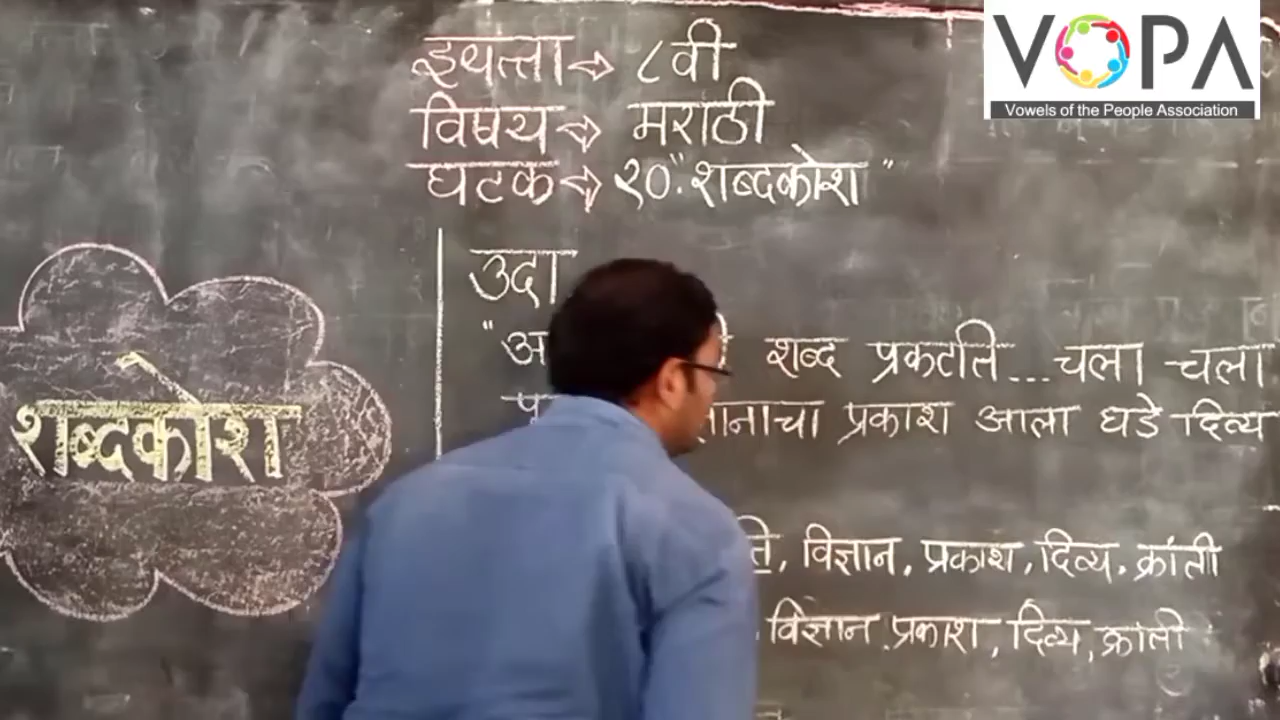 VOPA
Vowels of the People Association
इयत्ता → ८वी
विषय → मराठी
घटक → १०. "शब्दकोश"
शब्दकोश
उदा
शब्द प्रकटति... चला चला
प्रकाश आला घडे दिव्य
विज्ञान, प्रकाश, दिव्य, क्रांती
विज्ञान, प्रकाश, दिव्य, क्रांती